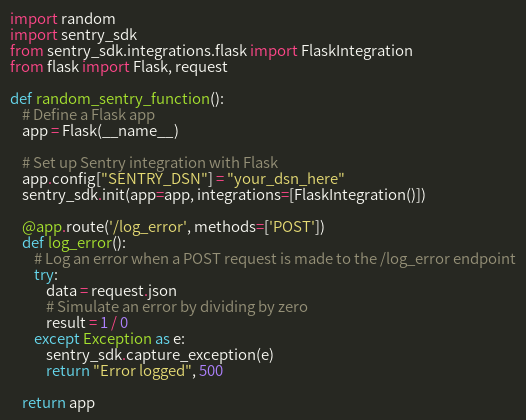 import random
import sentry_sdk
from sentry_sdk.integrations.flask import FlaskIntegration
from flask import Flask, request

def random_sentry_function():
    # Define a Flask app
    app = Flask(__name__)

    # Set up Sentry integration with Flask
    app.config["SENTRY_DSN"] = "your_dsn_here"
    sentry_sdk.init(app=app, integrations=[FlaskIntegration()])

    @app.route('/log_error', methods=['POST'])
    def log_error():
        # Log an error when a POST request is made to the /log_error endpoint
        try:
            data = request.json
            # Simulate an error by dividing by zero
            result = 1 / 0
        except Exception as e:
            sentry_sdk.capture_exception(e)
            return "Error logged", 500

    return app